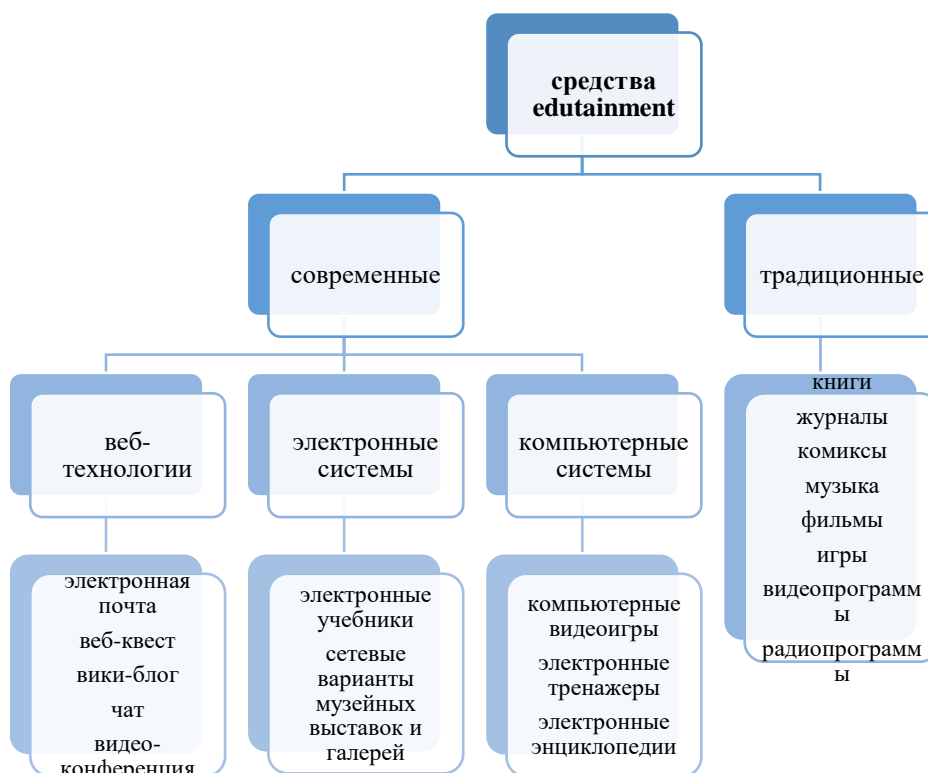 средства
edutainment
современные
традиционные
веб-
технологии
электронные
системы
компьютерные
системы
книги
журналы
комиксы
музыка
фильмы
игры
видеопрограмм
ы
радиопрограмм
ы
электронная
почта
веб-квест
вики-блог
чат
видео-
конференция
электронные
учебники
сетевые
варианты
музейных
выставок и
галерей
компьютерные
видеоигры
электронные
тренажеры
электронные
энциклопедии